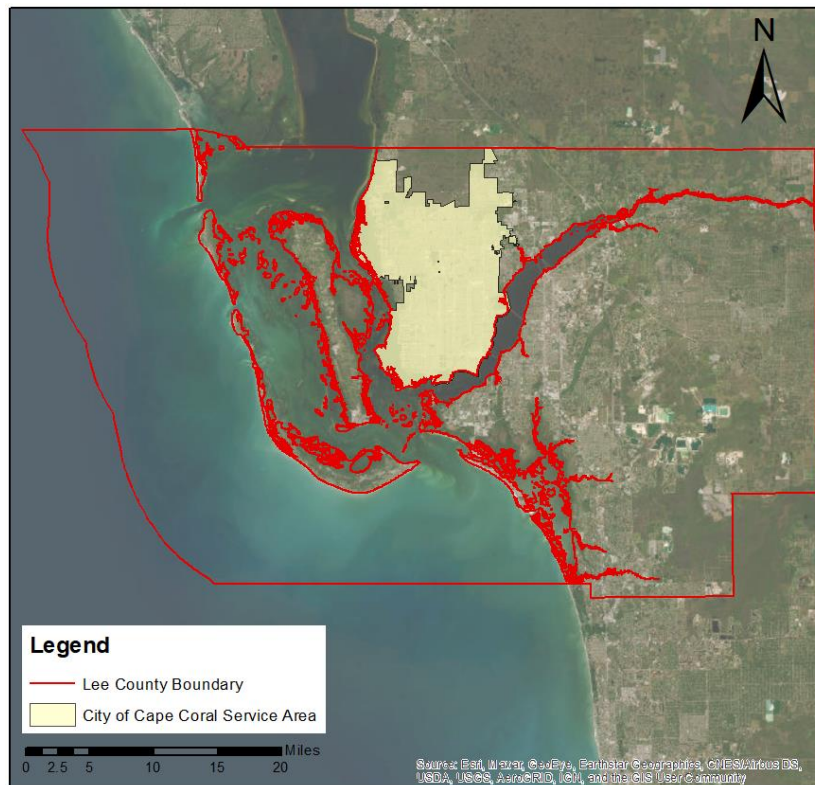 N
Legend
Lee County Boundary
City of Cape Coral Service Area
Miles
0 2.5 5 10 15 20
Source: Esri, Maxar, GeoEye, Earthstar Geographics, CNES/Airbus DS,
USDA, USGS, AeroGRID, IGN, and the GIS User Community